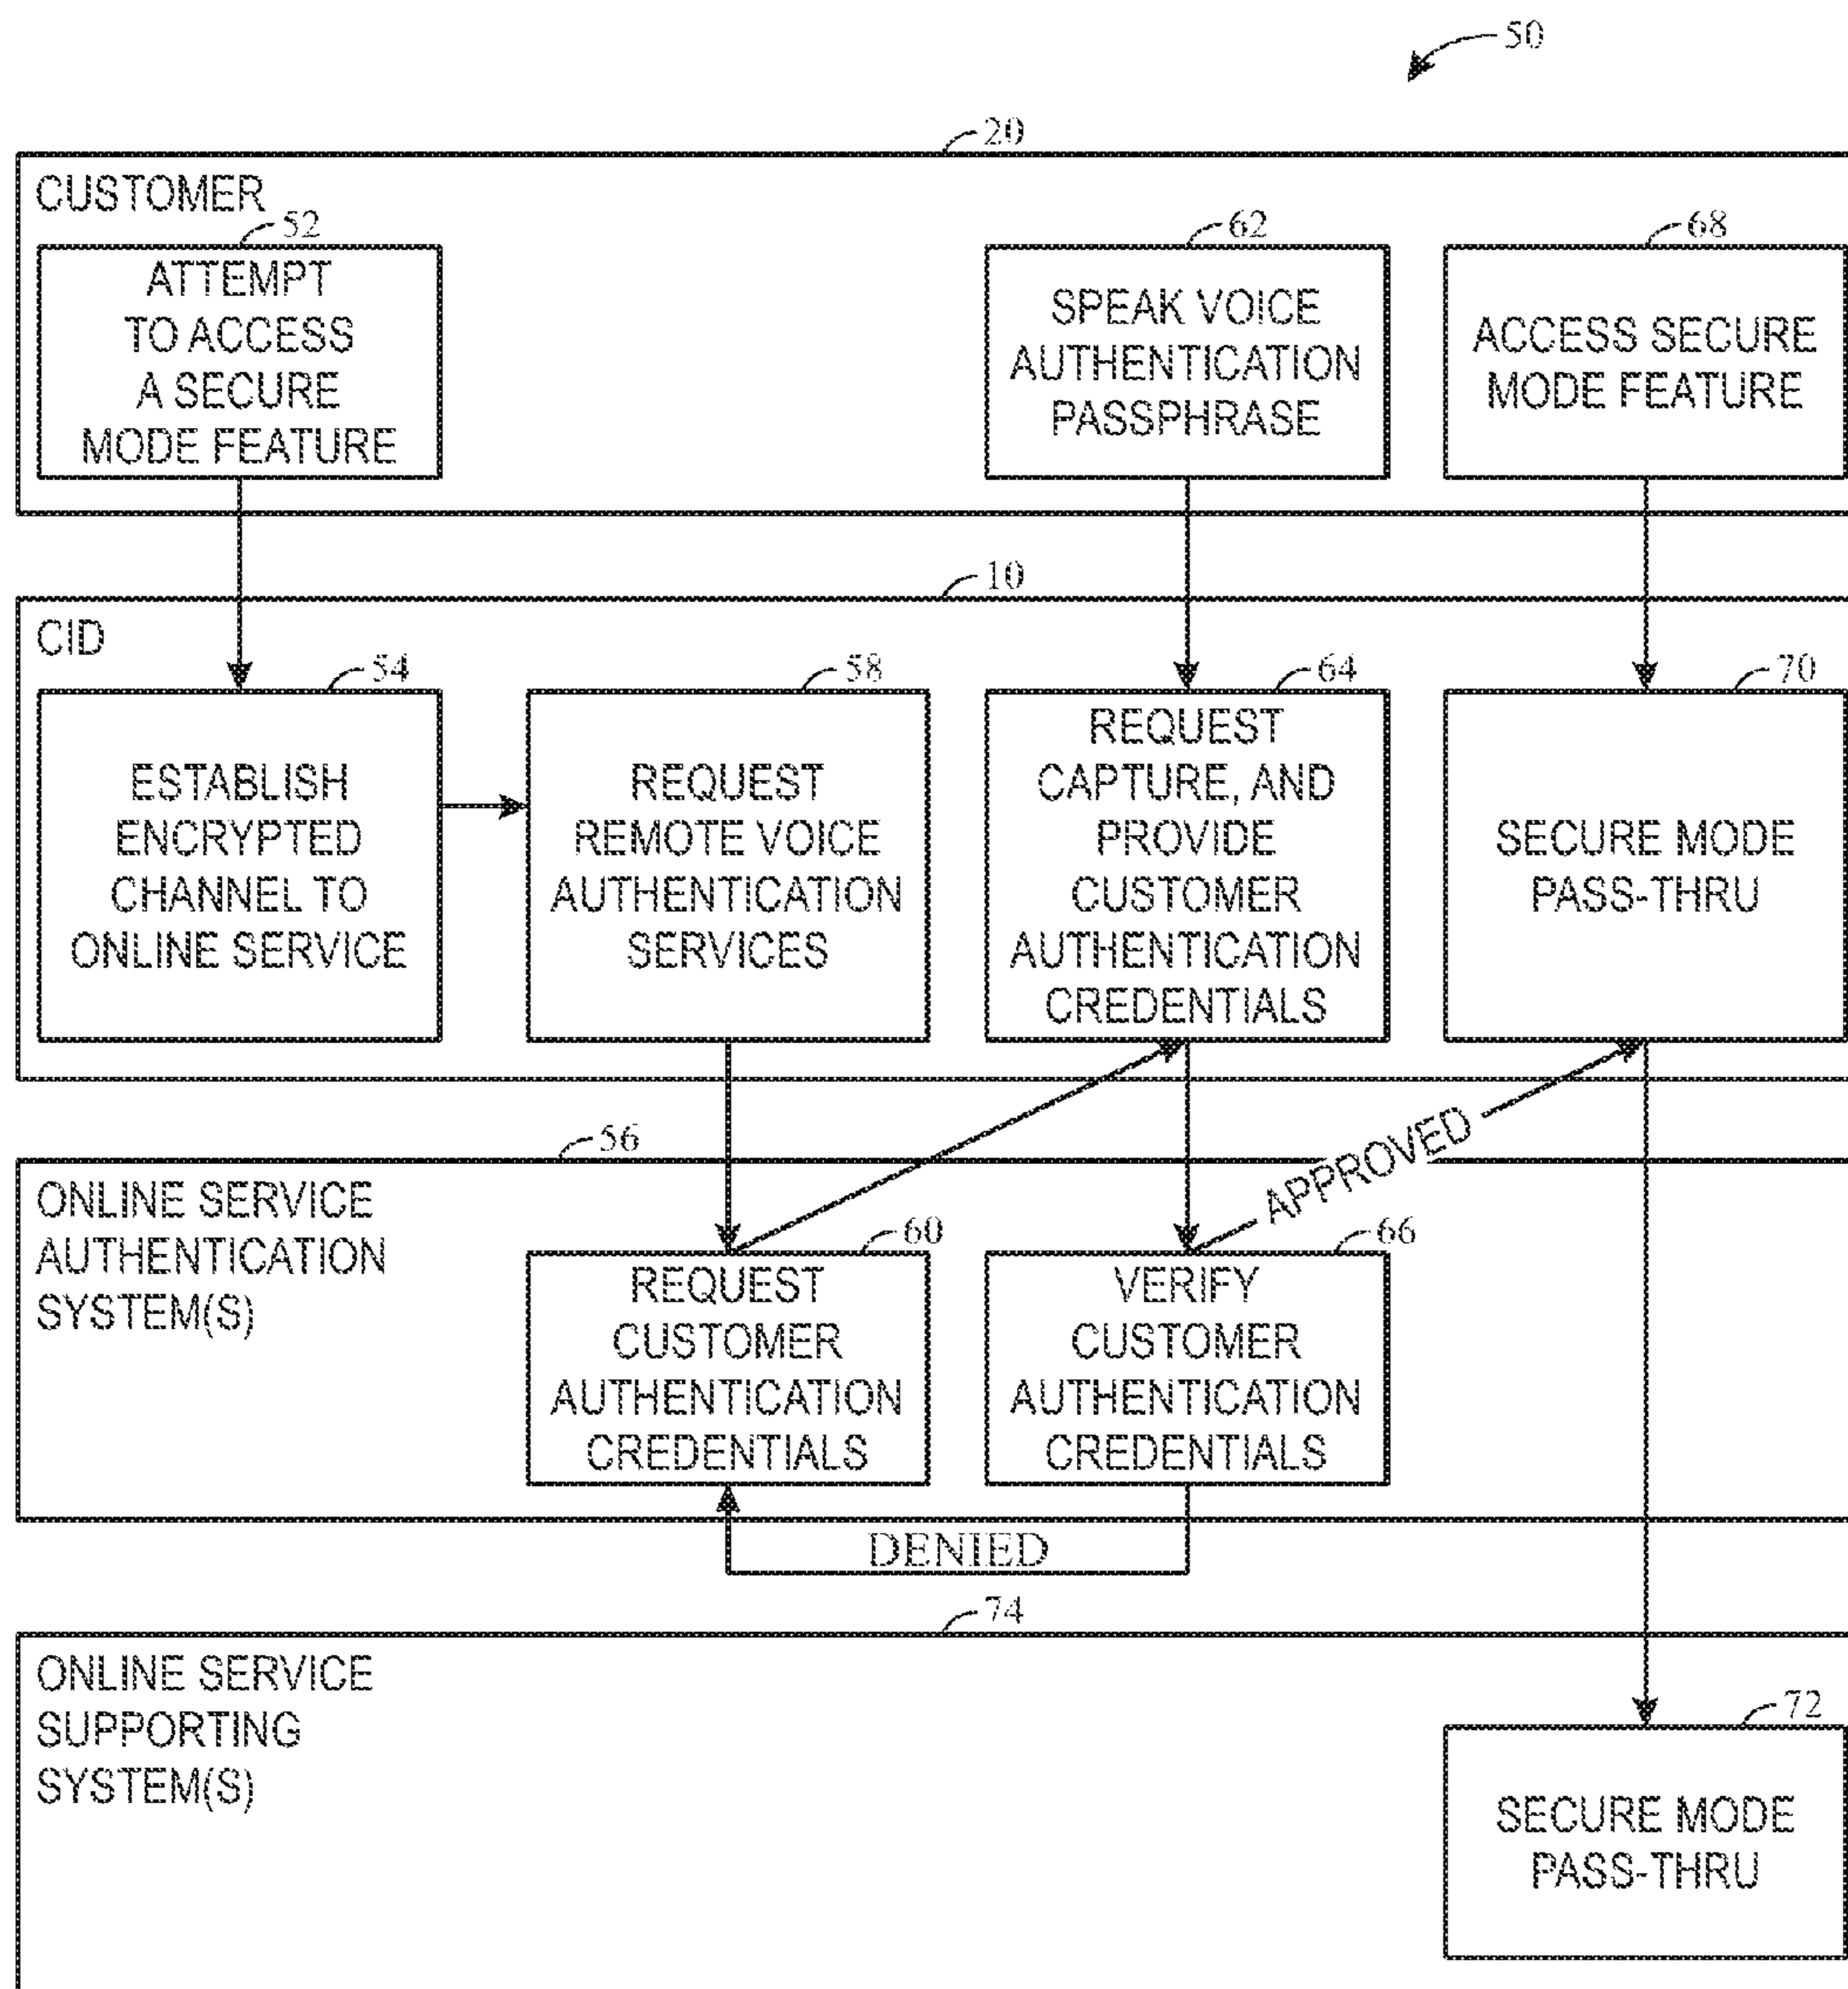 50
20
CUSTOMER
52
ATTEMPT
TO ACCESS
A SECURE
MODE FEATURE
62
SPEAK VOICE
AUTHENTICATION
PASSPHRASE
68
ACCESS SECURE
MODE FEATURE
10
CID
54
ESTABLISH
ENCRYPTED
CHANNEL TO
ONLINE SERVICE
58
REQUEST
REMOTE VOICE
AUTHENTICATION
SERVICES
64
REQUEST
CAPTURE, AND
PROVIDE
CUSTOMER
AUTHENTICATION
CREDENTIALS
70
SECURE MODE
PASS-THRU
56
ONLINE SERVICE
AUTHENTICATION
SYSTEM(S)
APPROVED
60
REQUEST
CUSTOMER
AUTHENTICATION
CREDENTIALS
66
VERIFY
CUSTOMER
AUTHENTICATION
CREDENTIALS
DENIED
74
ONLINE SERVICE
SUPPORTING
SYSTEM(S)
72
SECURE MODE
PASS-THRU